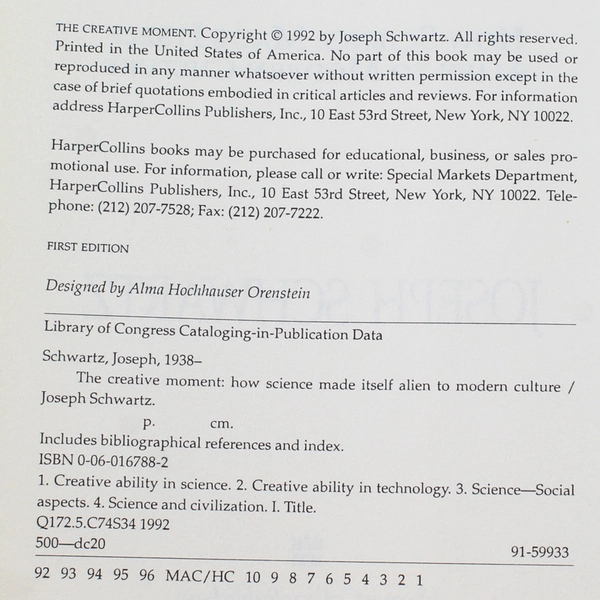 THE CREATIVE MOMENT. Copyright © 1992 by Joseph Schwartz. All rights reserved.
Printed in the United States of America. No part of this book may be used or
reproduced in any manner whatsoever without written permission except in the
case of brief quotations embodied in critical articles and reviews. For information
address HarperCollins Publishers, Inc., 10 East 53rd Street, New York, NY 10022.
HarperCollins books may be purchased for educational, business, or sales pro-
motional use. For information, please call or write: Special Markets Department,
HarperCollins Publishers, Inc., 10 East 53rd Street, New York, NY 10022. Tele-
phone: (212) 207-7528; Fax: (212) 207-7222.
FIRST EDITION
Designed by Alma Hochhauser Orenstein
Library of Congress Cataloging-in-Publication Data
Schwartz, Joseph, 1938–
The creative moment: how science made itself alien to modern culture /
Joseph Schwartz.
p. cm.
Includes bibliographical references and index.
ISBN 0-06-016788-2
1. Creative ability in science. 2. Creative ability in technology. 3. Science—Social
aspects. 4. Science and civilization. I. Title.
Q172.5.C74S34 1992
500—dc20 91-59933
92 93 94 95 96 MAC/HC 10 9 8 7 6 5 4 3 2 1